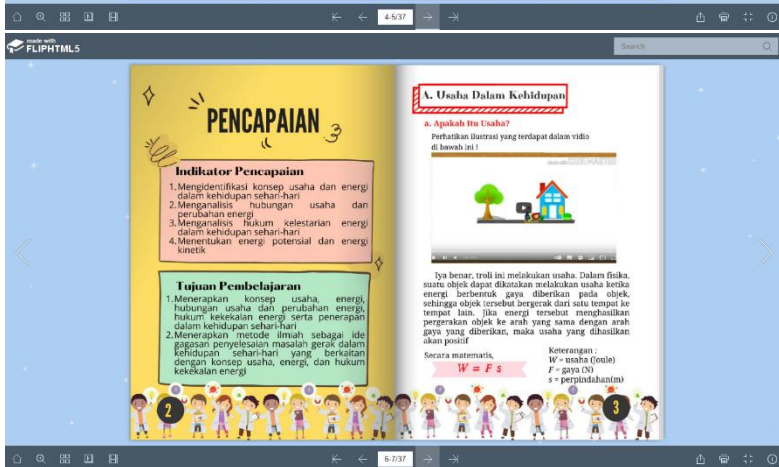 4-5/37
made with
FLIPHTML5
Search
PENCAPAIAN
Indikator Pencapaian
1. Mengidentifikasi konsep usaha dan energi
dalam kehidupan sehari-hari
2. Menganalisis hubungan usaha dan
perubahan energi
3. Menganalisis hukum kelestarian energi
dalam kehidupan sehari-hari
4. Menentukan energi potensial dan energi
kinetik
Tujuan Pembelajaran
1. Menerapkan konsep usaha, energi,
hubungan usaha dan perubahan energi,
hukum kekekalan energi serta penerapan
dalam kehidupan sehari-hari
2. Menerapkan metode ilmiah sebagai ide
gagasan penyelesaian masalah gerak dalam
kehidupan sehari-hari yang berkaitan
dengan konsep usaha, energi, dan hukum
kekekalan energi
2
A. Usaha Dalam Kehidupan
a. Apakah Itu Usaha?
Perhatikan ilustrasi yang terdapat dalam vidio
di bawah ini !
Iya benar, troli ini melakukan usaha. Dalam fisika,
suatu objek dapat dikatakan melakukan usaha ketika
energi berbentuk gaya diberikan pada objek,
sehingga objek tersebut bergerak dari satu tempat ke
tempat lain. Jika energi tersebut menghasilkan
pergerakan objek ke arah yang sama dengan arah
gaya yang diberikan, maka usaha yang dihasilkan
akan positif
Secara matematis,
W = F s
Keterangan :
W = usaha (Joule)
F = gaya (N)
s = perpindahan(m)
3
6-7/37